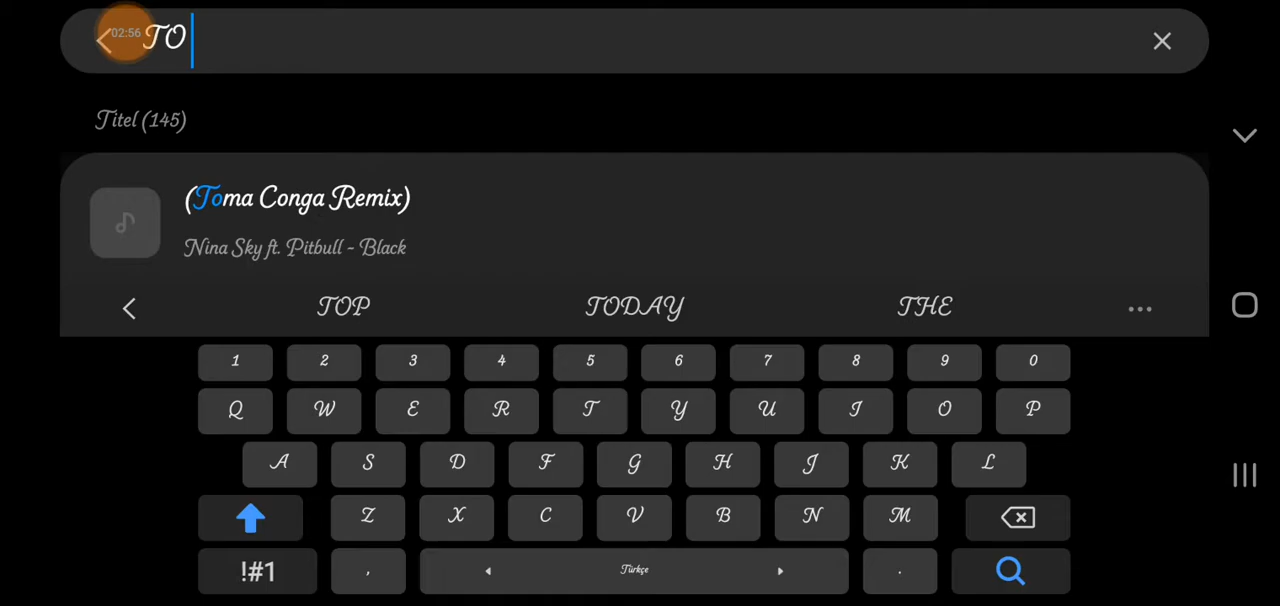 02:56
TO
Titel (145)
(Toma Conga Remix)
Nina Sky ft. Pitbull - Black
TOP TODAY THE
1 2 3 4 5 6 7 8 9 0
Q W E R T Y U I O P
A S D F G H J K L
Z X C V B N M
!#1 , Türkçe .